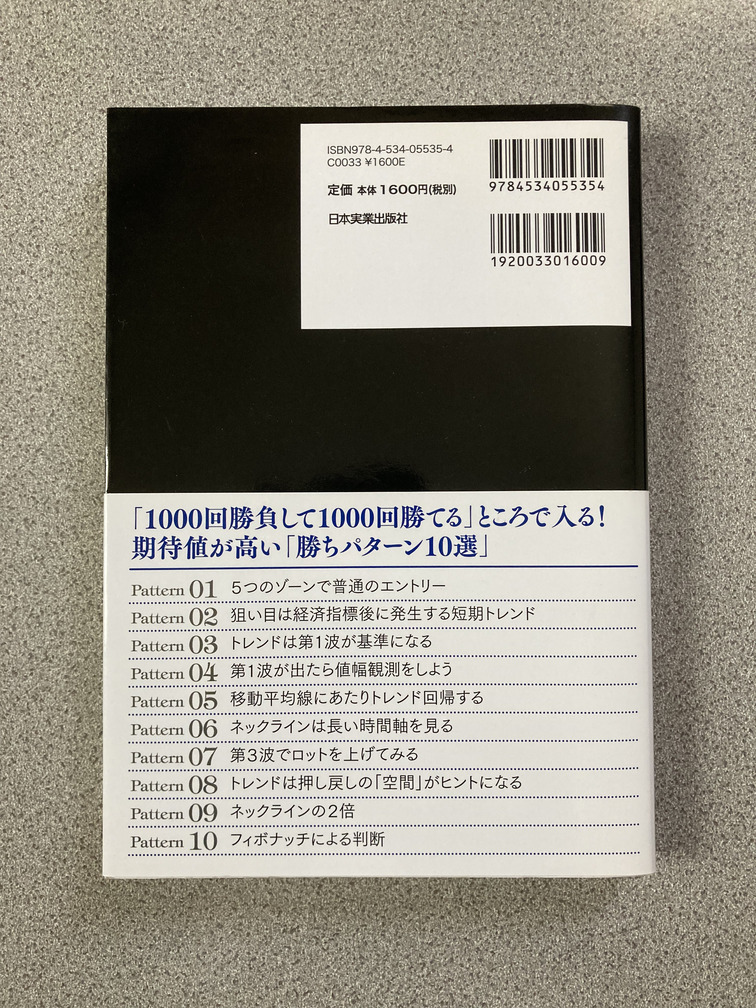 ISBN978-4-534-05535-4
C0033 ¥1600E
定価 本体1600円(税別)
日本実業出版社
9784534055354
1920033016009
「1000回勝負して1000回勝てる」ところで入る!
期待値が高い「勝ちパターン10選」
Pattern 01 5つのゾーンで普通のエントリー
Pattern 02 狙い目は経済指標後に発生する短期トレンド
Pattern 03 トレンドは第1波が基準になる
Pattern 04 第1波が出たら値幅観測をしよう
Pattern 05 移動平均線にあたりトレンド回帰する
Pattern 06 ネックラインは長い時間軸を見る
Pattern 07 第3波でロットを上げてみる
Pattern 08 トレンドは押し戻しの「空間」がヒントになる
Pattern 09 ネックラインの2倍
Pattern 10 フィボナッチによる判断